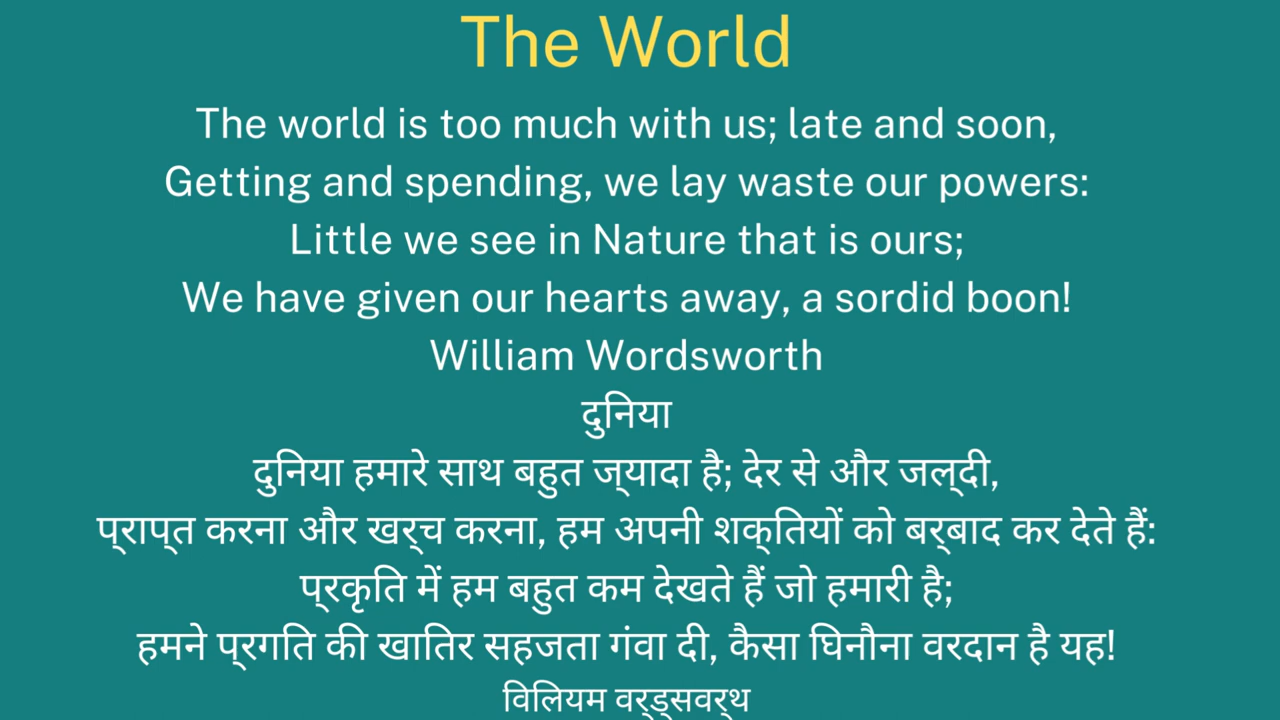 The World
The world is too much with us; late and soon,
Getting and spending, we lay waste our powers:
Little we see in Nature that is ours;
We have given our hearts away, a sordid boon!
William Wordsworth
दुनिया
दुनिया हमारे साथ बहुत ज्यादा है; देर से और जल्दी,
प्राप्त करना और खर्च करना, हम अपनी शक्तियों को बर्बाद कर देते हैं:
प्रकृति में हम बहुत कम देखते हैं जो हमारी है;
हमने प्रगति की खातिर सहजता गंवा दी, कैसा घिनौना वरदान है यह!
विलियम वर्ड्सवर्थ